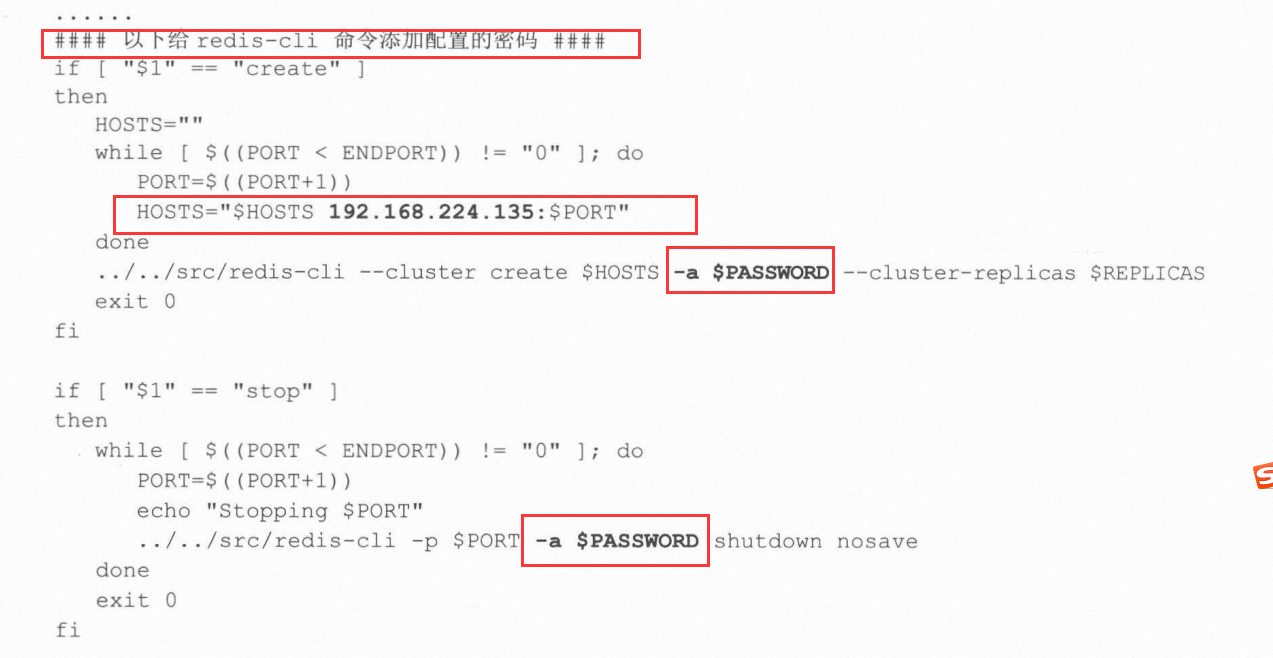 ......
#### 以下给 redis-cli 命令添加配置的密码 ####
if [ "$1" == "create" ]
then
   HOSTS=""
   while [ $((PORT < ENDPORT)) != "0" ]; do
      PORT=$((PORT+1))
      HOSTS="$HOSTS 192.168.224.135:$PORT"
   done
   ../../src/redis-cli --cluster create $HOSTS -a $PASSWORD --cluster-replicas $REPLICAS
   exit 0
fi

if [ "$1" == "stop" ]
then
   while [ $((PORT < ENDPORT)) != "0" ]; do
      PORT=$((PORT+1))
      echo "Stopping $PORT"
      ../../src/redis-cli -p $PORT -a $PASSWORD shutdown nosave
   done
   exit 0
fi